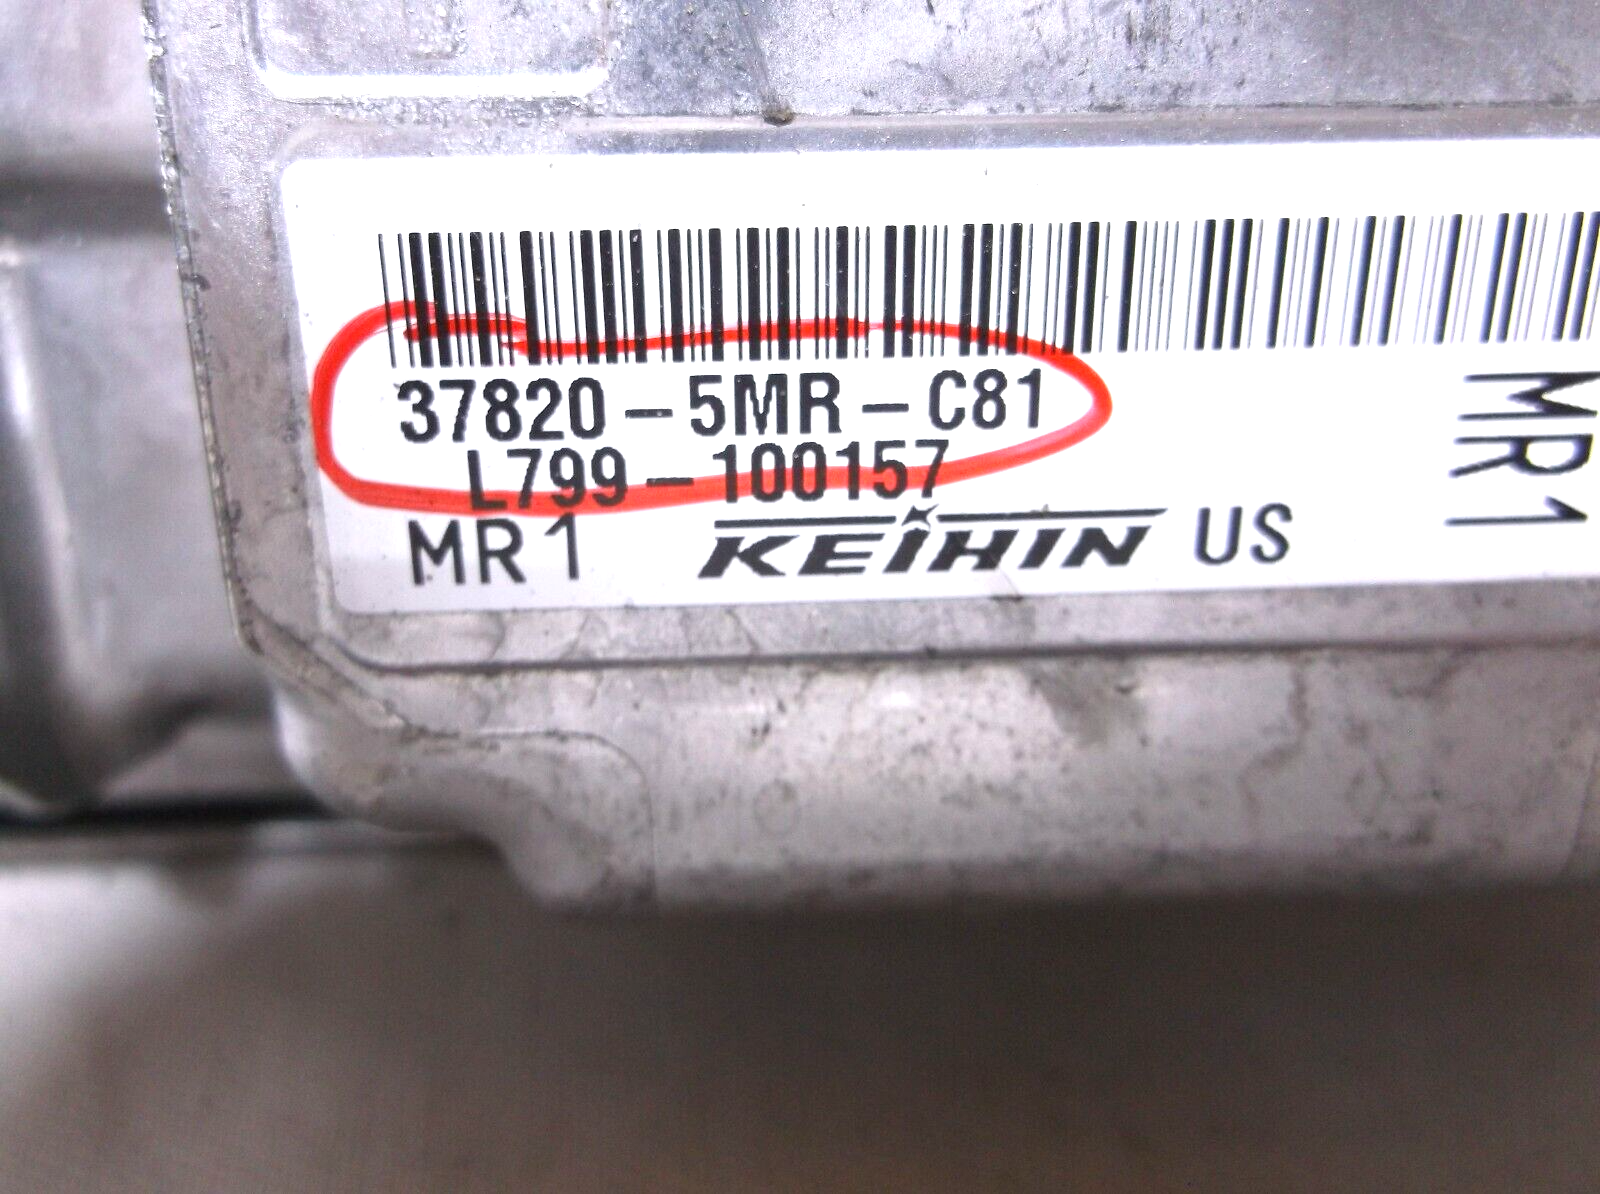 37820-5MR-C81
L799-100157
MR1 KEIHIN US
MR1